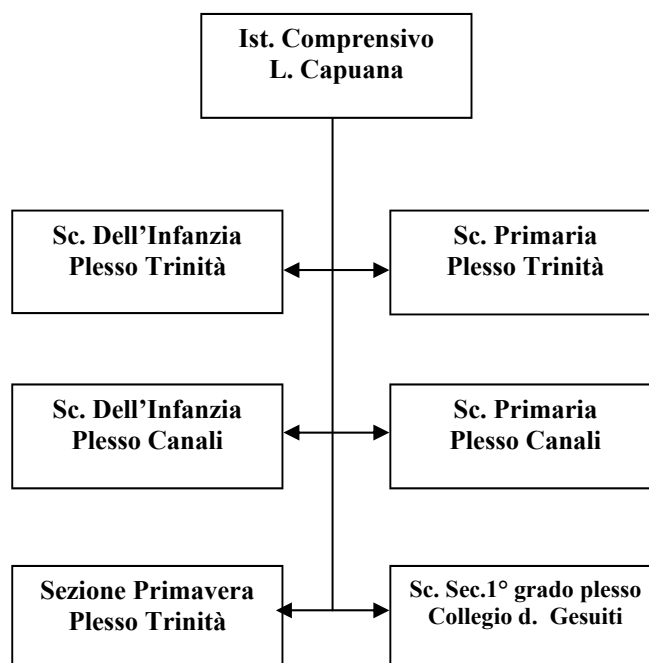 Ist. Comprensivo
L. Capuana
Sc. Dell’Infanzia
Plesso Trinità
Sc. Primaria
Plesso Trinità
Sc. Dell’Infanzia
Plesso Canali
Sc. Primaria
Plesso Canali
Sezione Primavera
Plesso Trinità
Sc. Sec.1° grado plesso
Collegio d. Gesuiti